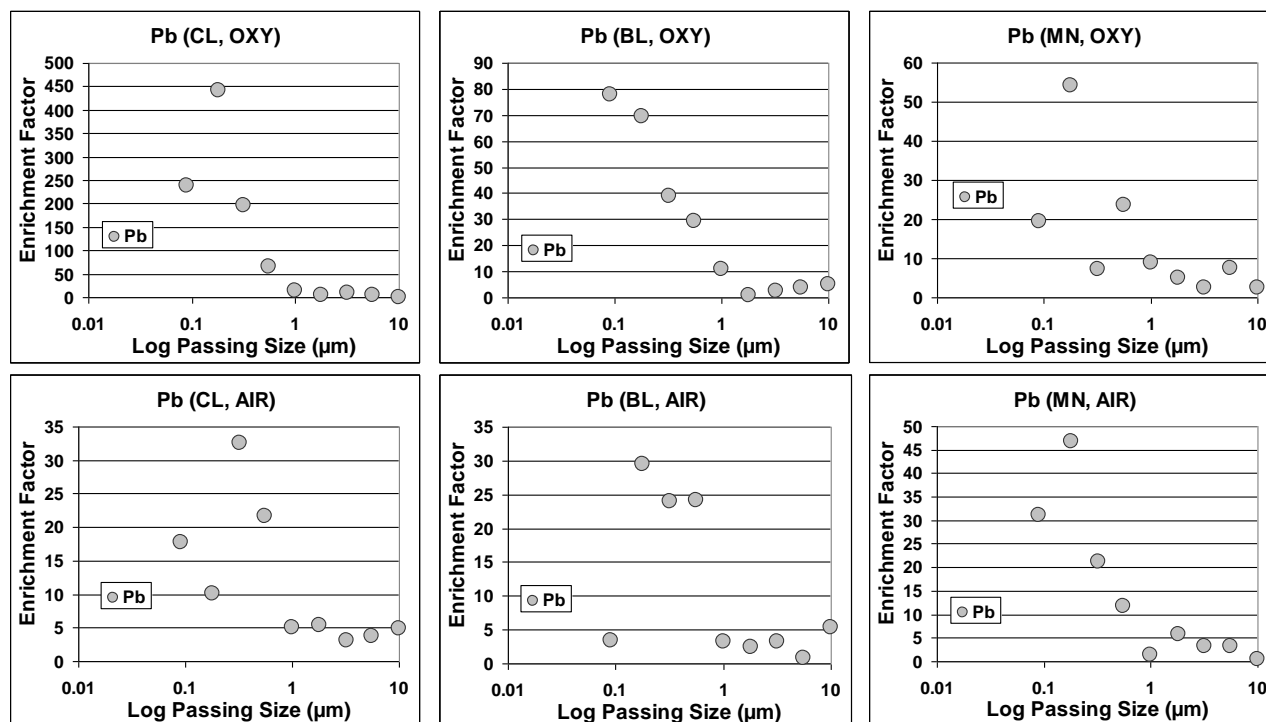 Pb (CL, OXY)
Enrichment Factor
500
450
400
350
300
250
200
150
100
50
0
Pb
0.01 0.1 1 10
Log Passing Size (µm)
Pb (BL, OXY)
Enrichment Factor
90
80
70
60
50
40
30
20
10
0
Pb
0.01 0.1 1 10
Log Passing Size (µm)
Pb (MN, OXY)
Enrichment Factor
60
50
40
30
20
10
0
Pb
0.01 0.1 1 10
Log Passing Size (µm)
Pb (CL, AIR)
Enrichment Factor
35
30
25
20
15
10
5
0
Pb
0.01 0.1 1 10
Log Passing Size (µm)
Pb (BL, AIR)
Enrichment Factor
35
30
25
20
15
10
5
0
Pb
0.01 0.1 1 10
Log Passing Size (µm)
Pb (MN, AIR)
Enrichment Factor
50
45
40
35
30
25
20
15
10
5
0
Pb
0.01 0.1 1 10
Log Passing Size (µm)